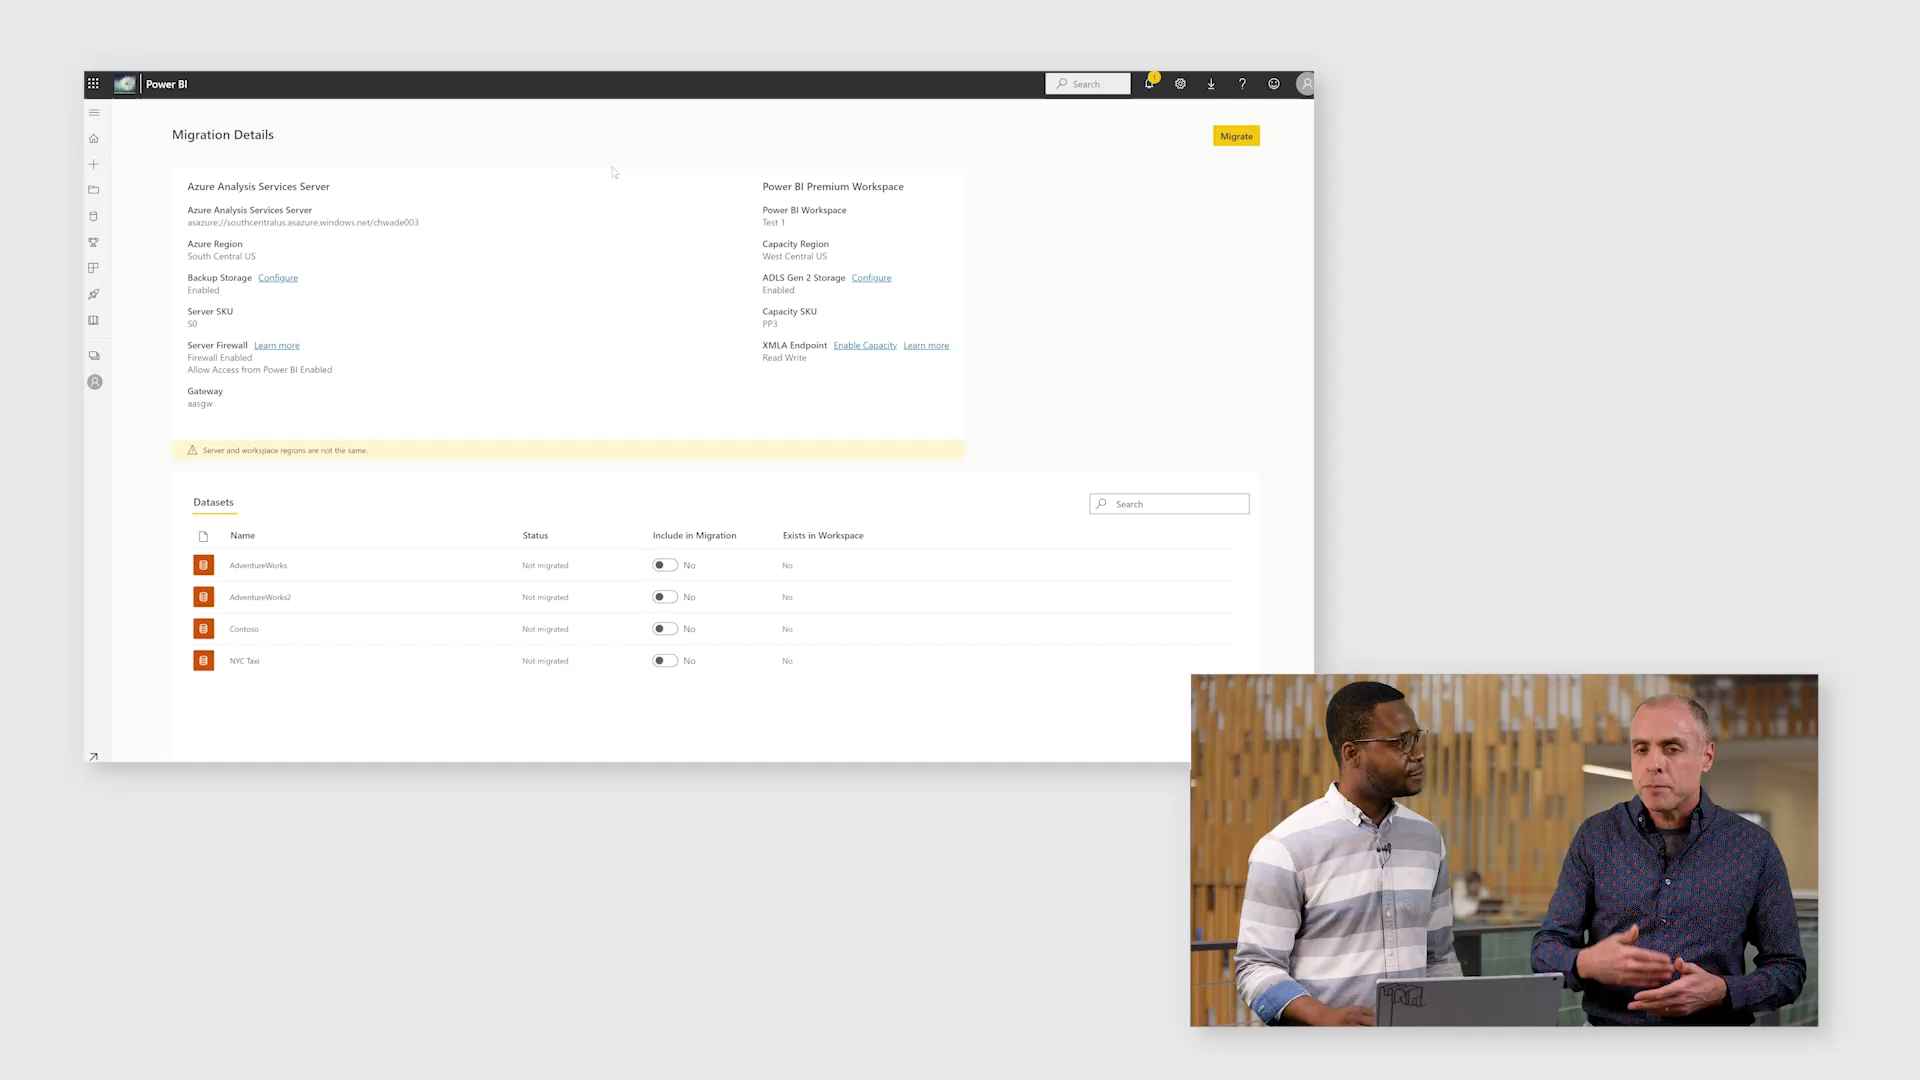 Power BI
Search
1
Migration Details
Migrate
Azure Analysis Services Server
Azure Analysis Services Server
asazure://southcentralus.asazure.windows.net/chwade003
Azure Region
South Central US
Backup Storage Configure
Enabled
Server SKU
S0
Server Firewall Learn more
Firewall Enabled
Allow Access from Power BI Enabled
Gateway
aasgw
Power BI Premium Workspace
Power BI Workspace
Test 1
Capacity Region
West Central US
ADLS Gen 2 Storage Configure
Enabled
Capacity SKU
PP3
XMLA Endpoint Enable Capacity Learn more
Read Write
Server and workspace regions are not the same.
Datasets
Search
Name Status Include in Migration Exists in Workspace
AdventureWorks Not migrated No No
AdventureWorks2 Not migrated No No
Contoso Not migrated No No
NYC Taxi Not migrated No No